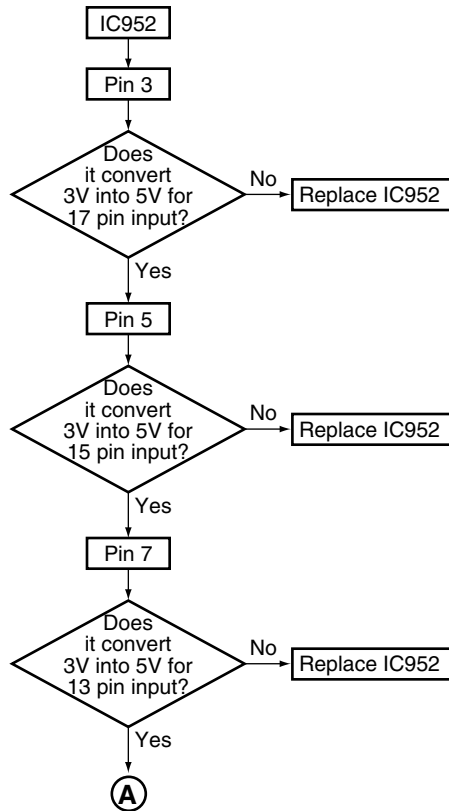 IC952
Pin 3
Does
it convert
3V into 5V for
17 pin input?
No
Replace IC952
Yes
Pin 5
Does
it convert
3V into 5V for
15 pin input?
No
Replace IC952
Yes
Pin 7
Does
it convert
3V into 5V for
13 pin input?
No
Replace IC952
Yes
A